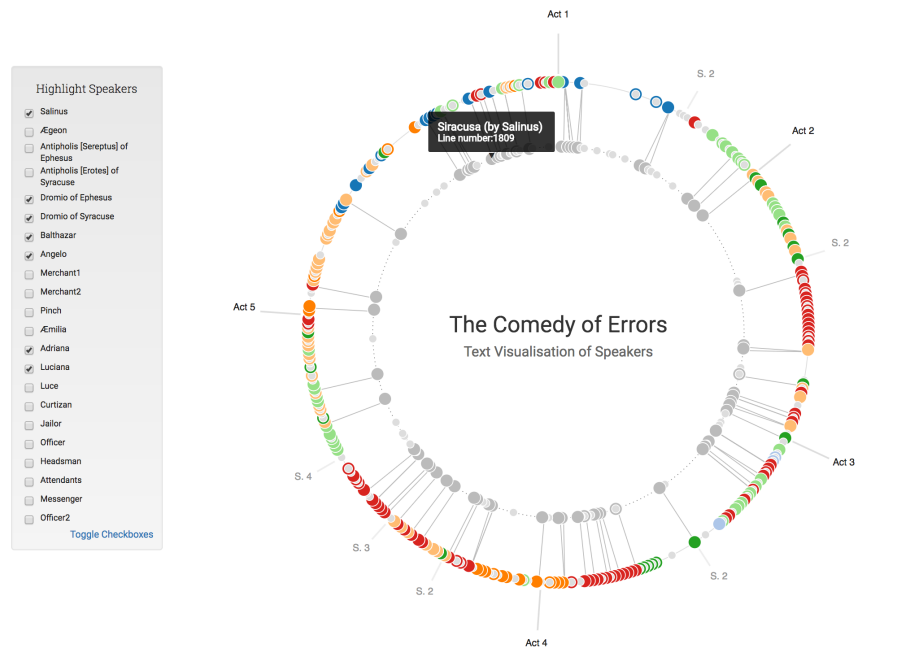 Act 1
S. 2
Highlight Speakers
Salinus
Ægeon
Antipholis [Sereptus] of
Ephesus
Antipholis [Erotes] of
Syracuse
Dromio of Ephesus
Dromio of Syracuse
Balthazar
Angelo
Merchant1
Merchant2
Pinch
Æmilia
Adriana
Luciana
Luce
Curtizan
Jailor
Officer
Headsman
Attendants
Messenger
Officer2
Toggle Checkboxes
Siracusa (by Salinus)
Line number:1809
Act 2
S. 2
Act 5
The Comedy of Errors
Text Visualisation of Speakers
Act 3
S. 4
S. 3
S. 2
S. 2
Act 4